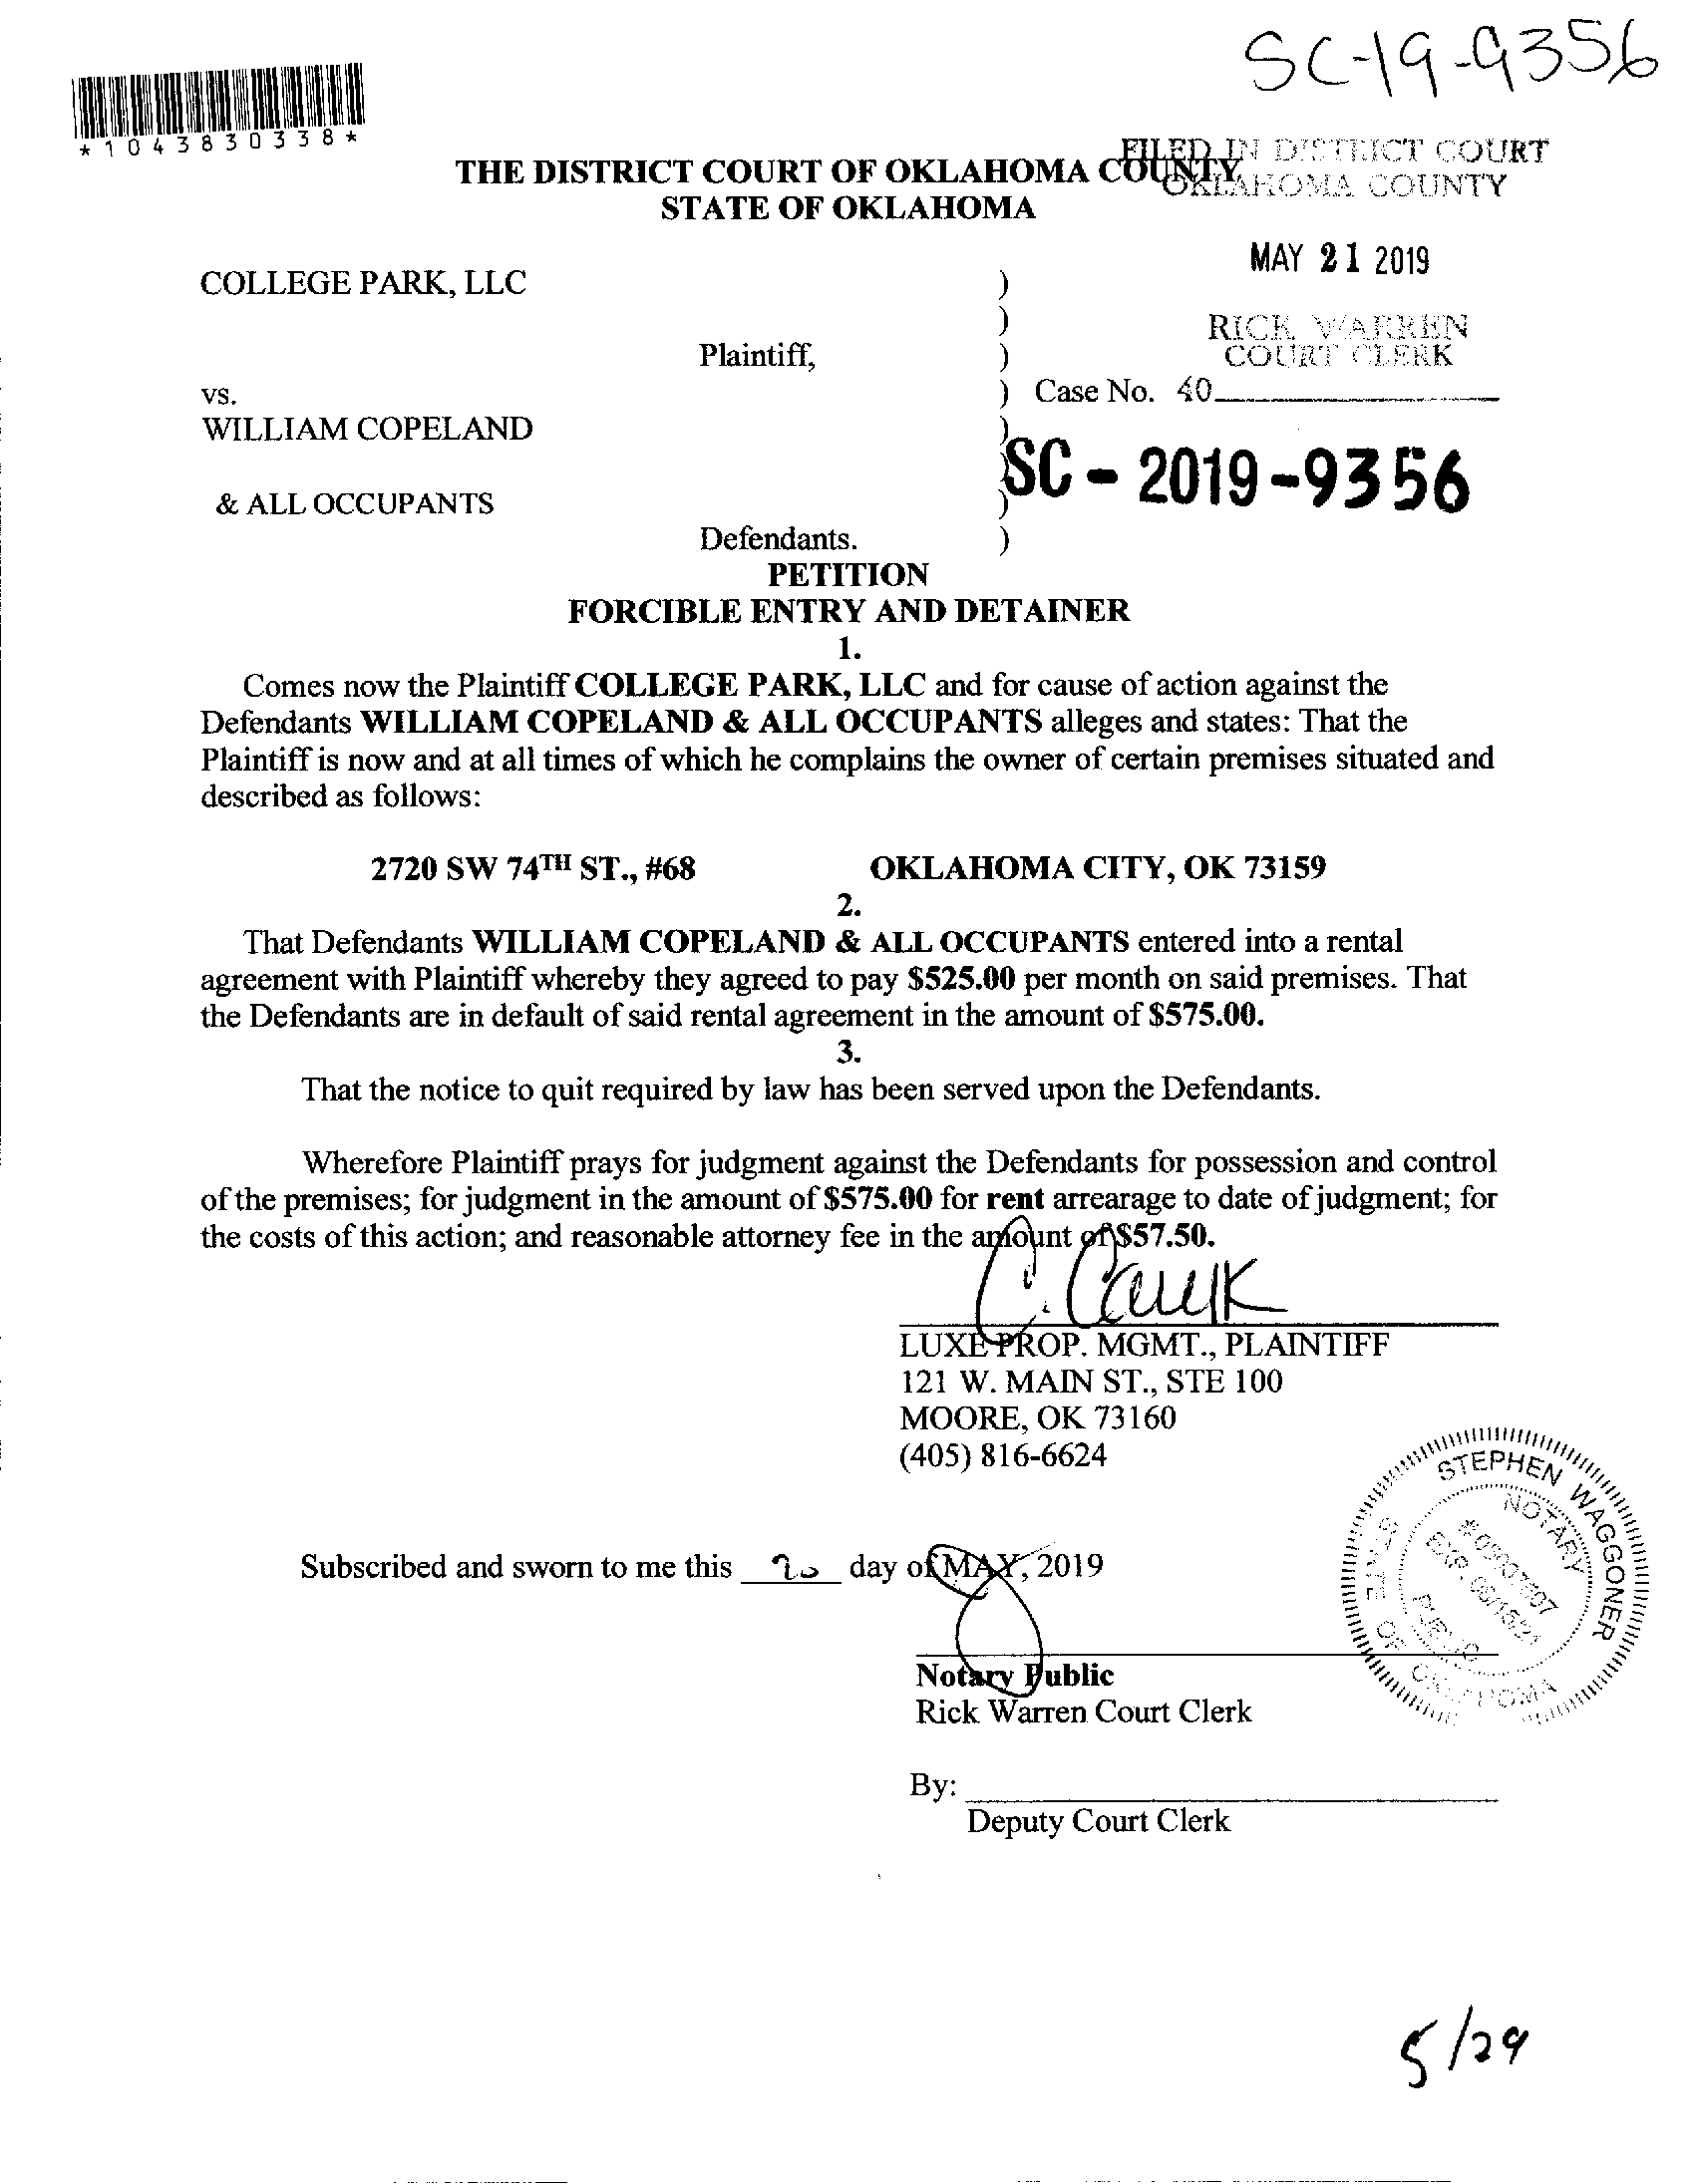 SC-19-9356
*1043830338*
FILED IN DISTRICT COURT
OKLAHOMA COUNTY
THE DISTRICT COURT OF OKLAHOMA COUNTY
STATE OF OKLAHOMA
MAY 21 2019
COLLEGE PARK, LLC )
)
RICK WARREN
COURT CLERK
Plaintiff, )
vs. ) Case No. 40
WILLIAM COPELAND )
SC - 2019 - 9356
& ALL OCCUPANTS )
Defendants. )
PETITION
FORCIBLE ENTRY AND DETAINER
1.
Comes now the Plaintiff COLLEGE PARK, LLC and for cause of action against the
Defendants WILLIAM COPELAND & ALL OCCUPANTS alleges and states: That the
Plaintiff is now and at all times of which he complains the owner of certain premises situated and
described as follows:
2720 SW 74TH ST., #68 OKLAHOMA CITY, OK 73159
2.
That Defendants WILLIAM COPELAND & ALL OCCUPANTS entered into a rental
agreement with Plaintiff whereby they agreed to pay $525.00 per month on said premises. That
the Defendants are in default of said rental agreement in the amount of $575.00.
3.
That the notice to quit required by law has been served upon the Defendants.
Wherefore Plaintiff prays for judgment against the Defendants for possession and control
of the premises; for judgment in the amount of $575.00 for rent arrearage to date of judgment; for
the costs of this action; and reasonable attorney fee in the amount of $57.50.
C. Caulk
LUXE PROP. MGMT., PLAINTIFF
121 W. MAIN ST., STE 100
MOORE, OK 73160
(405) 816-6624
STEPHEN WAGGONER
NOTARY
PUBLIC
STATE OF OKLAHOMA
Subscribed and sworn to me this 20 day of MAY, 2019
Notary Public
Rick Warren Court Clerk
By:
Deputy Court Clerk
5/29